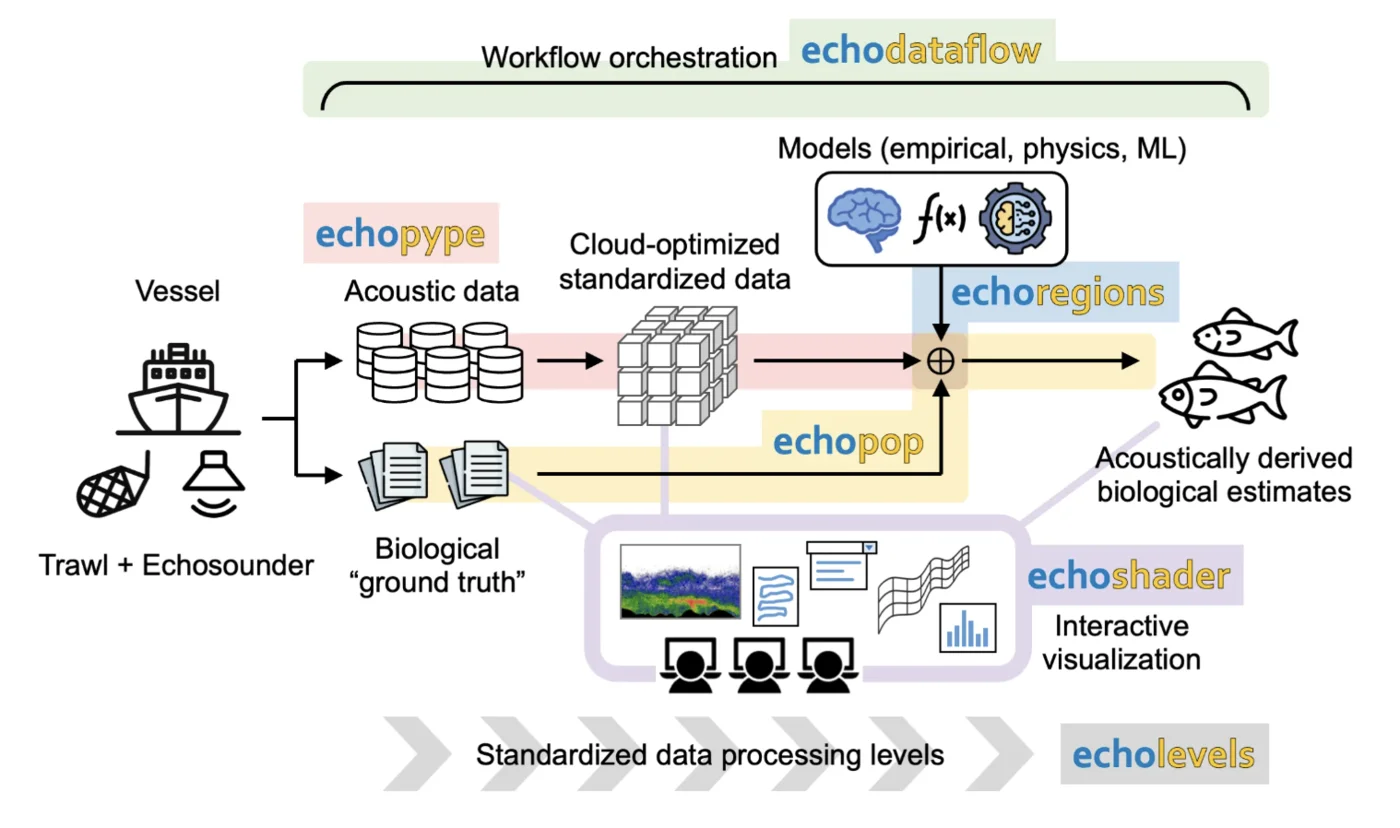 Workflow orchestration echodataflow
Models (empirical, physics, ML)
f(x)
echopype
Cloud-optimized
standardized data
echoregions
Vessel
Acoustic data
echopop
Acoustically derived
biological estimates
Trawl + Echosounder
Biological
“ground truth”
echoshader
Interactive
visualization
Standardized data processing levels
echolevels